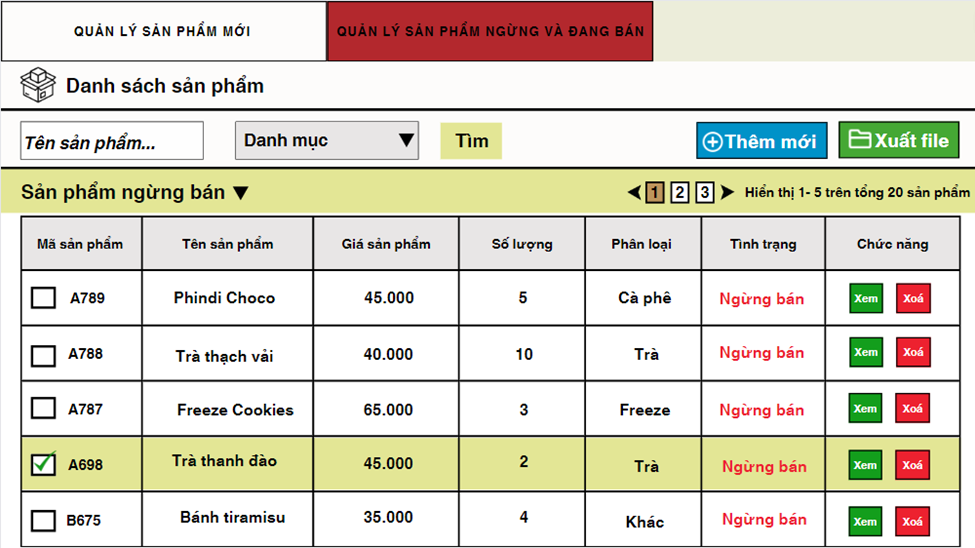 QUẢN LÝ SẢN PHẨM MỚI
QUẢN LÝ SẢN PHẨM NGỪNG VÀ ĐANG BÁN
Danh sách sản phẩm
Tên sản phẩm... Danh mục Tìm Thêm mới Xuất file
Sản phẩm ngừng bán 1 2 3 Hiển thị 1- 5 trên tổng 20 sản phẩm
Mã sản phẩm Tên sản phẩm Giá sản phẩm Số lượng Phân loại Tình trạng Chức năng
A789 Phindi Choco 45.000 5 Cà phê Ngừng bán Xem Xoá
A788 Trà thạch vải 40.000 10 Trà Ngừng bán Xem Xoá
A787 Freeze Cookies 65.000 3 Freeze Ngừng bán Xem Xoá
A698 Trà thanh đào 45.000 2 Trà Ngừng bán Xem Xoá
B675 Bánh tiramisu 35.000 4 Khác Ngừng bán Xem Xoá